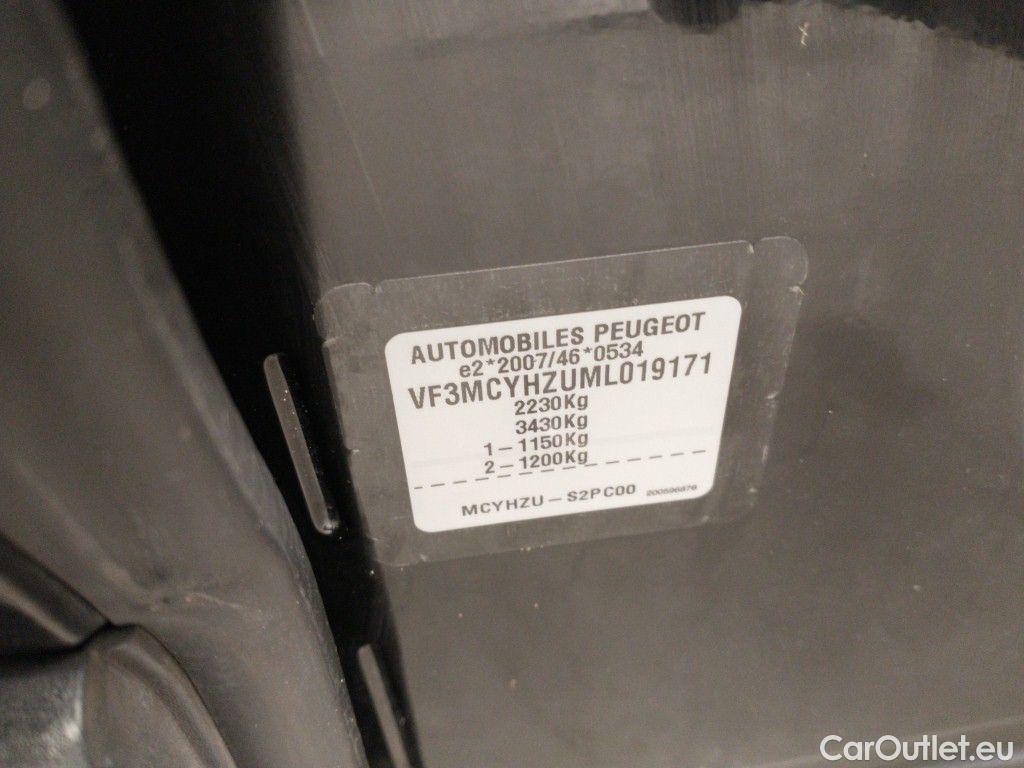 AUTOMOBILES PEUGEOT
e2*2007/46*0534
VF3MCYHZUML019171
2230Kg
3430Kg
1-1150Kg
2-1200Kg
MCYHZU-S2PC00
CarOutlet.eu